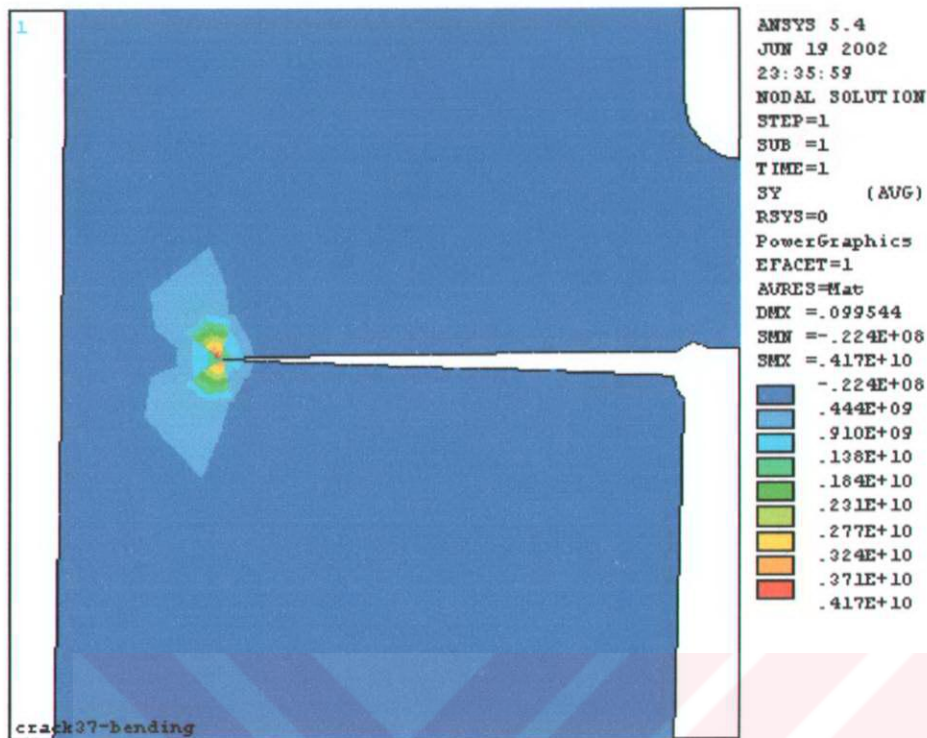 1
ANSYS 5.4
JUN 19 2002
23:35:59
NODAL SOLUTION
STEP=1
SUB =1
TIME=1
SY (AVG)
RSYS=0
PowerGraphics
EFACET=1
AVRES=Mat
DMX =.099544
SMN =-.224E+08
SMX =.417E+10
-.224E+08
.444E+09
.910E+09
.138E+10
.184E+10
.231E+10
.277E+10
.324E+10
.371E+10
.417E+10
crack37-bending